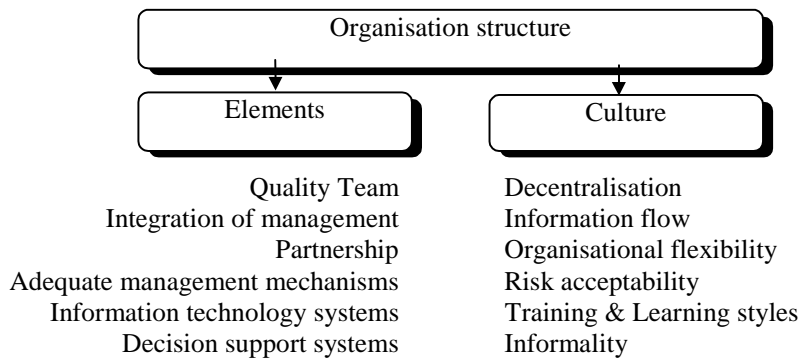 Organisation structure
Elements
Culture
Quality Team
Integration of management
Partnership
Adequate management mechanisms
Information technology systems
Decision support systems
Decentralisation
Information flow
Organisational flexibility
Risk acceptability
Training & Learning styles
Informality